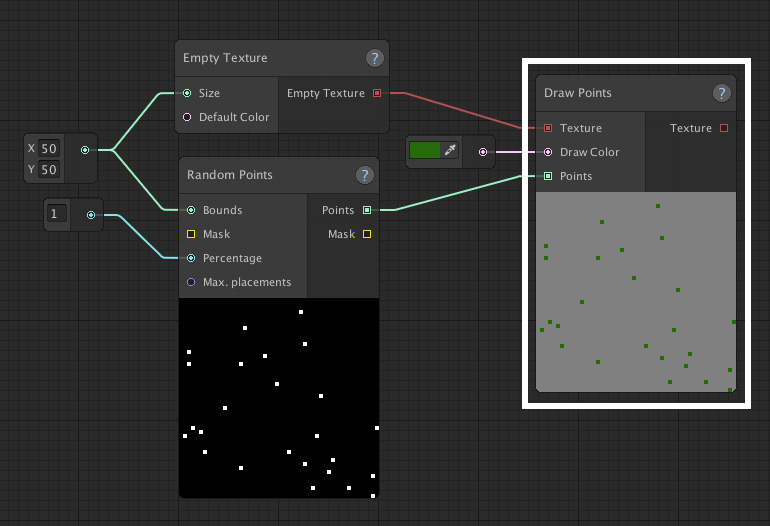 Empty Texture ?
Size
Empty Texture
Default Color
X 50
Y 50
1
Random Points ?
Bounds
Points
Mask
Mask
Percentage
Max. placements
Draw Points ?
Texture
Texture
Draw Color
Points